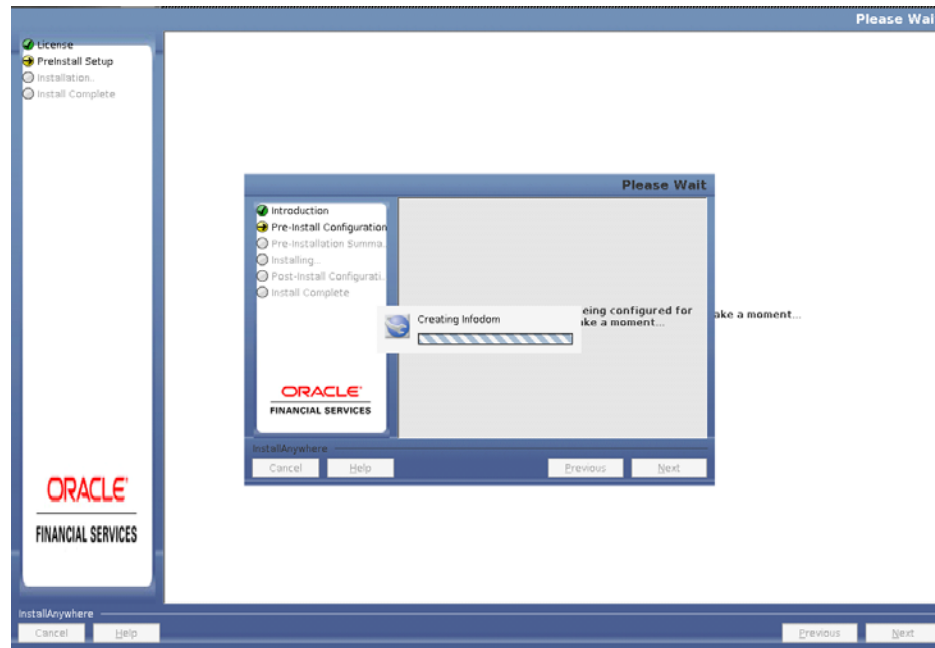 Please Wai
License
PreInstall Setup
Installation..
Install Complete
Please Wait
Introduction
Pre-Install Configuration
Pre-Installation Summa..
Installing...
Post-Install Configurati..
Install Complete
eing configured for
ake a moment...
ake a moment...
Creating Infodom
ORACLE'
FINANCIAL SERVICES
InstallAnywhere
Cancel
Help
Previous
Next
ORACLE'
FINANCIAL SERVICES
InstallAnywhere
Cancel
Help
Previous
Next